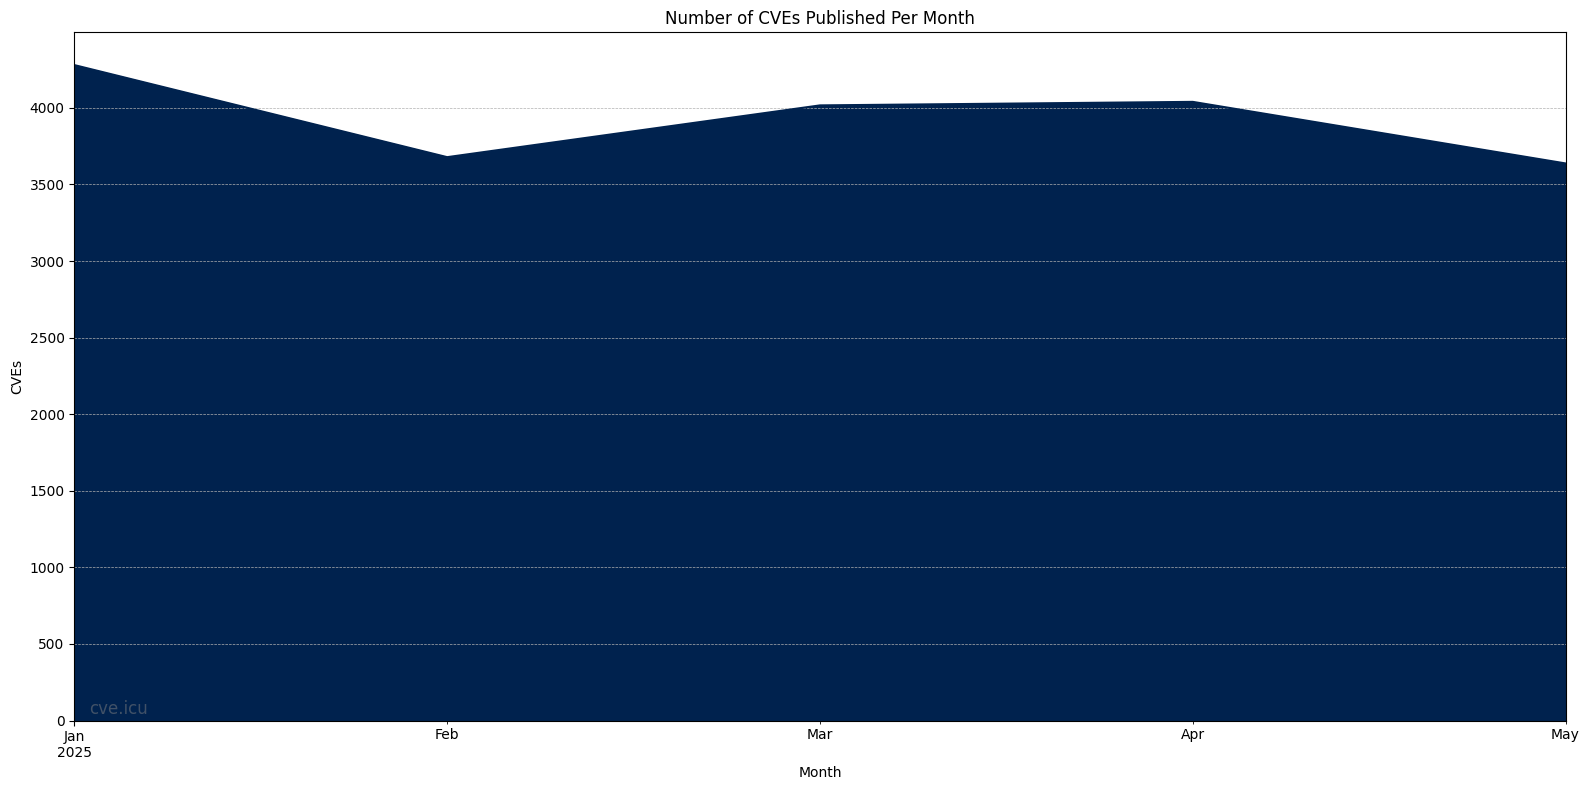 Number of CVEs Published Per Month
CVEs
4000
3500
3000
2500
2000
1500
1000
500
0
cve.icu
Jan
2025
Feb
Mar
Apr
May
Month